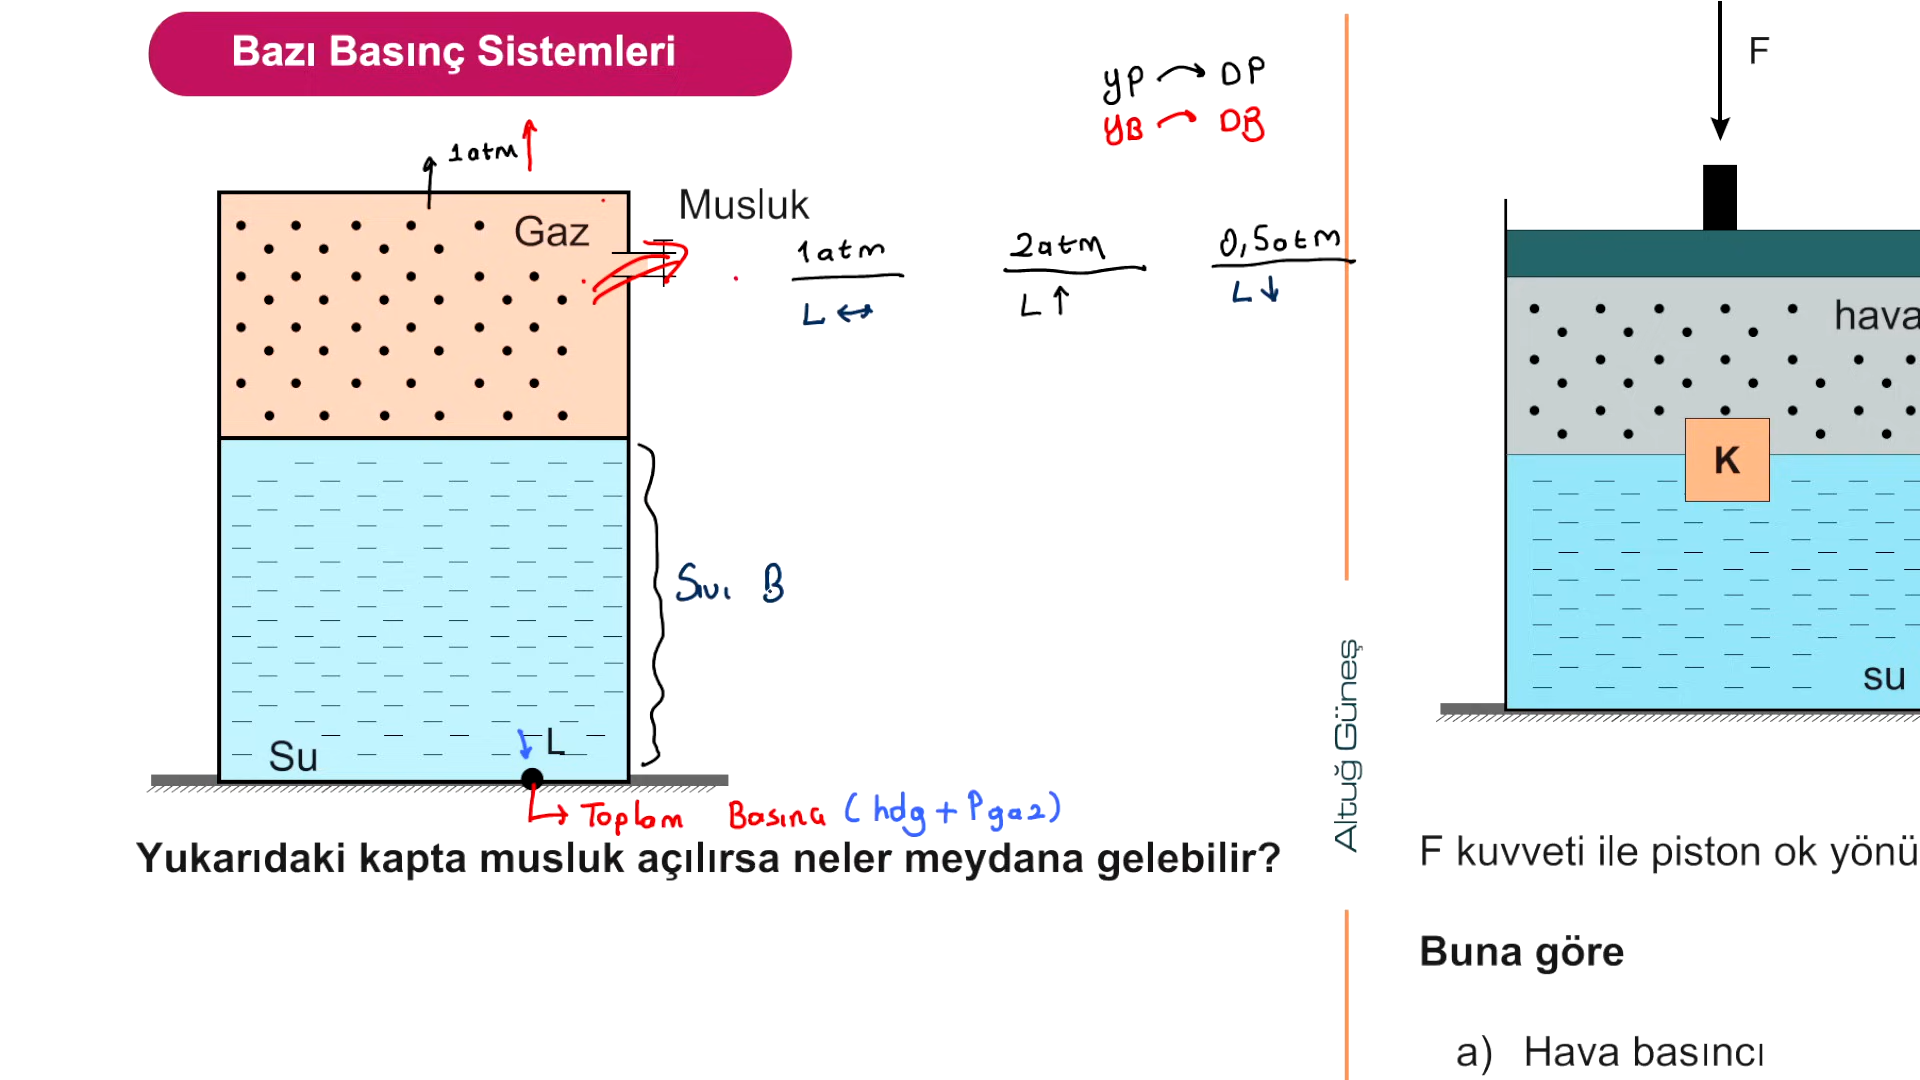 Bazı Basınç Sistemleri
yP → DP
yB → DB
1atm ↑
Gaz
Musluk
1atm
L ↔
2atm
L ↑
0,5atm
L ↓
Sıvı B
Su
L
Toplam Basınç (hdg + Pgaz)
Yukarıdaki kapta musluk açılırsa neler meydana gelebilir?
Altuğ Güneş
F
hava
K
su
F kuvveti ile piston ok yönü
Buna göre
a) Hava basıncı